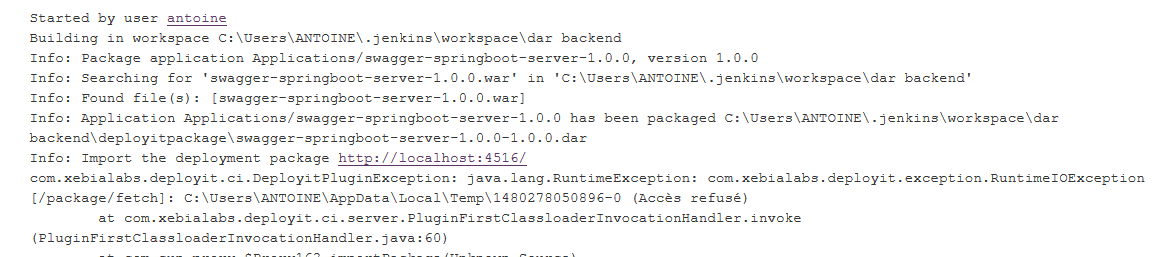 Started by user antoine
Building in workspace C:\Users\ANTOINE\.jenkins\workspace\dar backend
Info: Package application Applications/swagger-springboot-server-1.0.0, version 1.0.0
Info: Searching for 'swagger-springboot-server-1.0.0.war' in 'C:\Users\ANTOINE\.jenkins\workspace\dar backend'
Info: Found file(s): [swagger-springboot-server-1.0.0.war]
Info: Application Applications/swagger-springboot-server-1.0.0 has been packaged C:\Users\ANTOINE\.jenkins\workspace\dar
backend\deployitpackage\swagger-springboot-server-1.0.0-1.0.0.dar
Info: Import the deployment package http://localhost:4516/
com.xebialabs.deployit.ci.DeployitPluginException: java.lang.RuntimeException: com.xebialabs.deployit.exception.RuntimeIOException
[/package/fetch]: C:\Users\ANTOINE\AppData\Local\Temp\1480278050896-0 (Accès refusé)
at com.xebialabs.deployit.ci.server.PluginFirstClassloaderInvocationHandler.invoke
(PluginFirstClassloaderInvocationHandler.java:60)